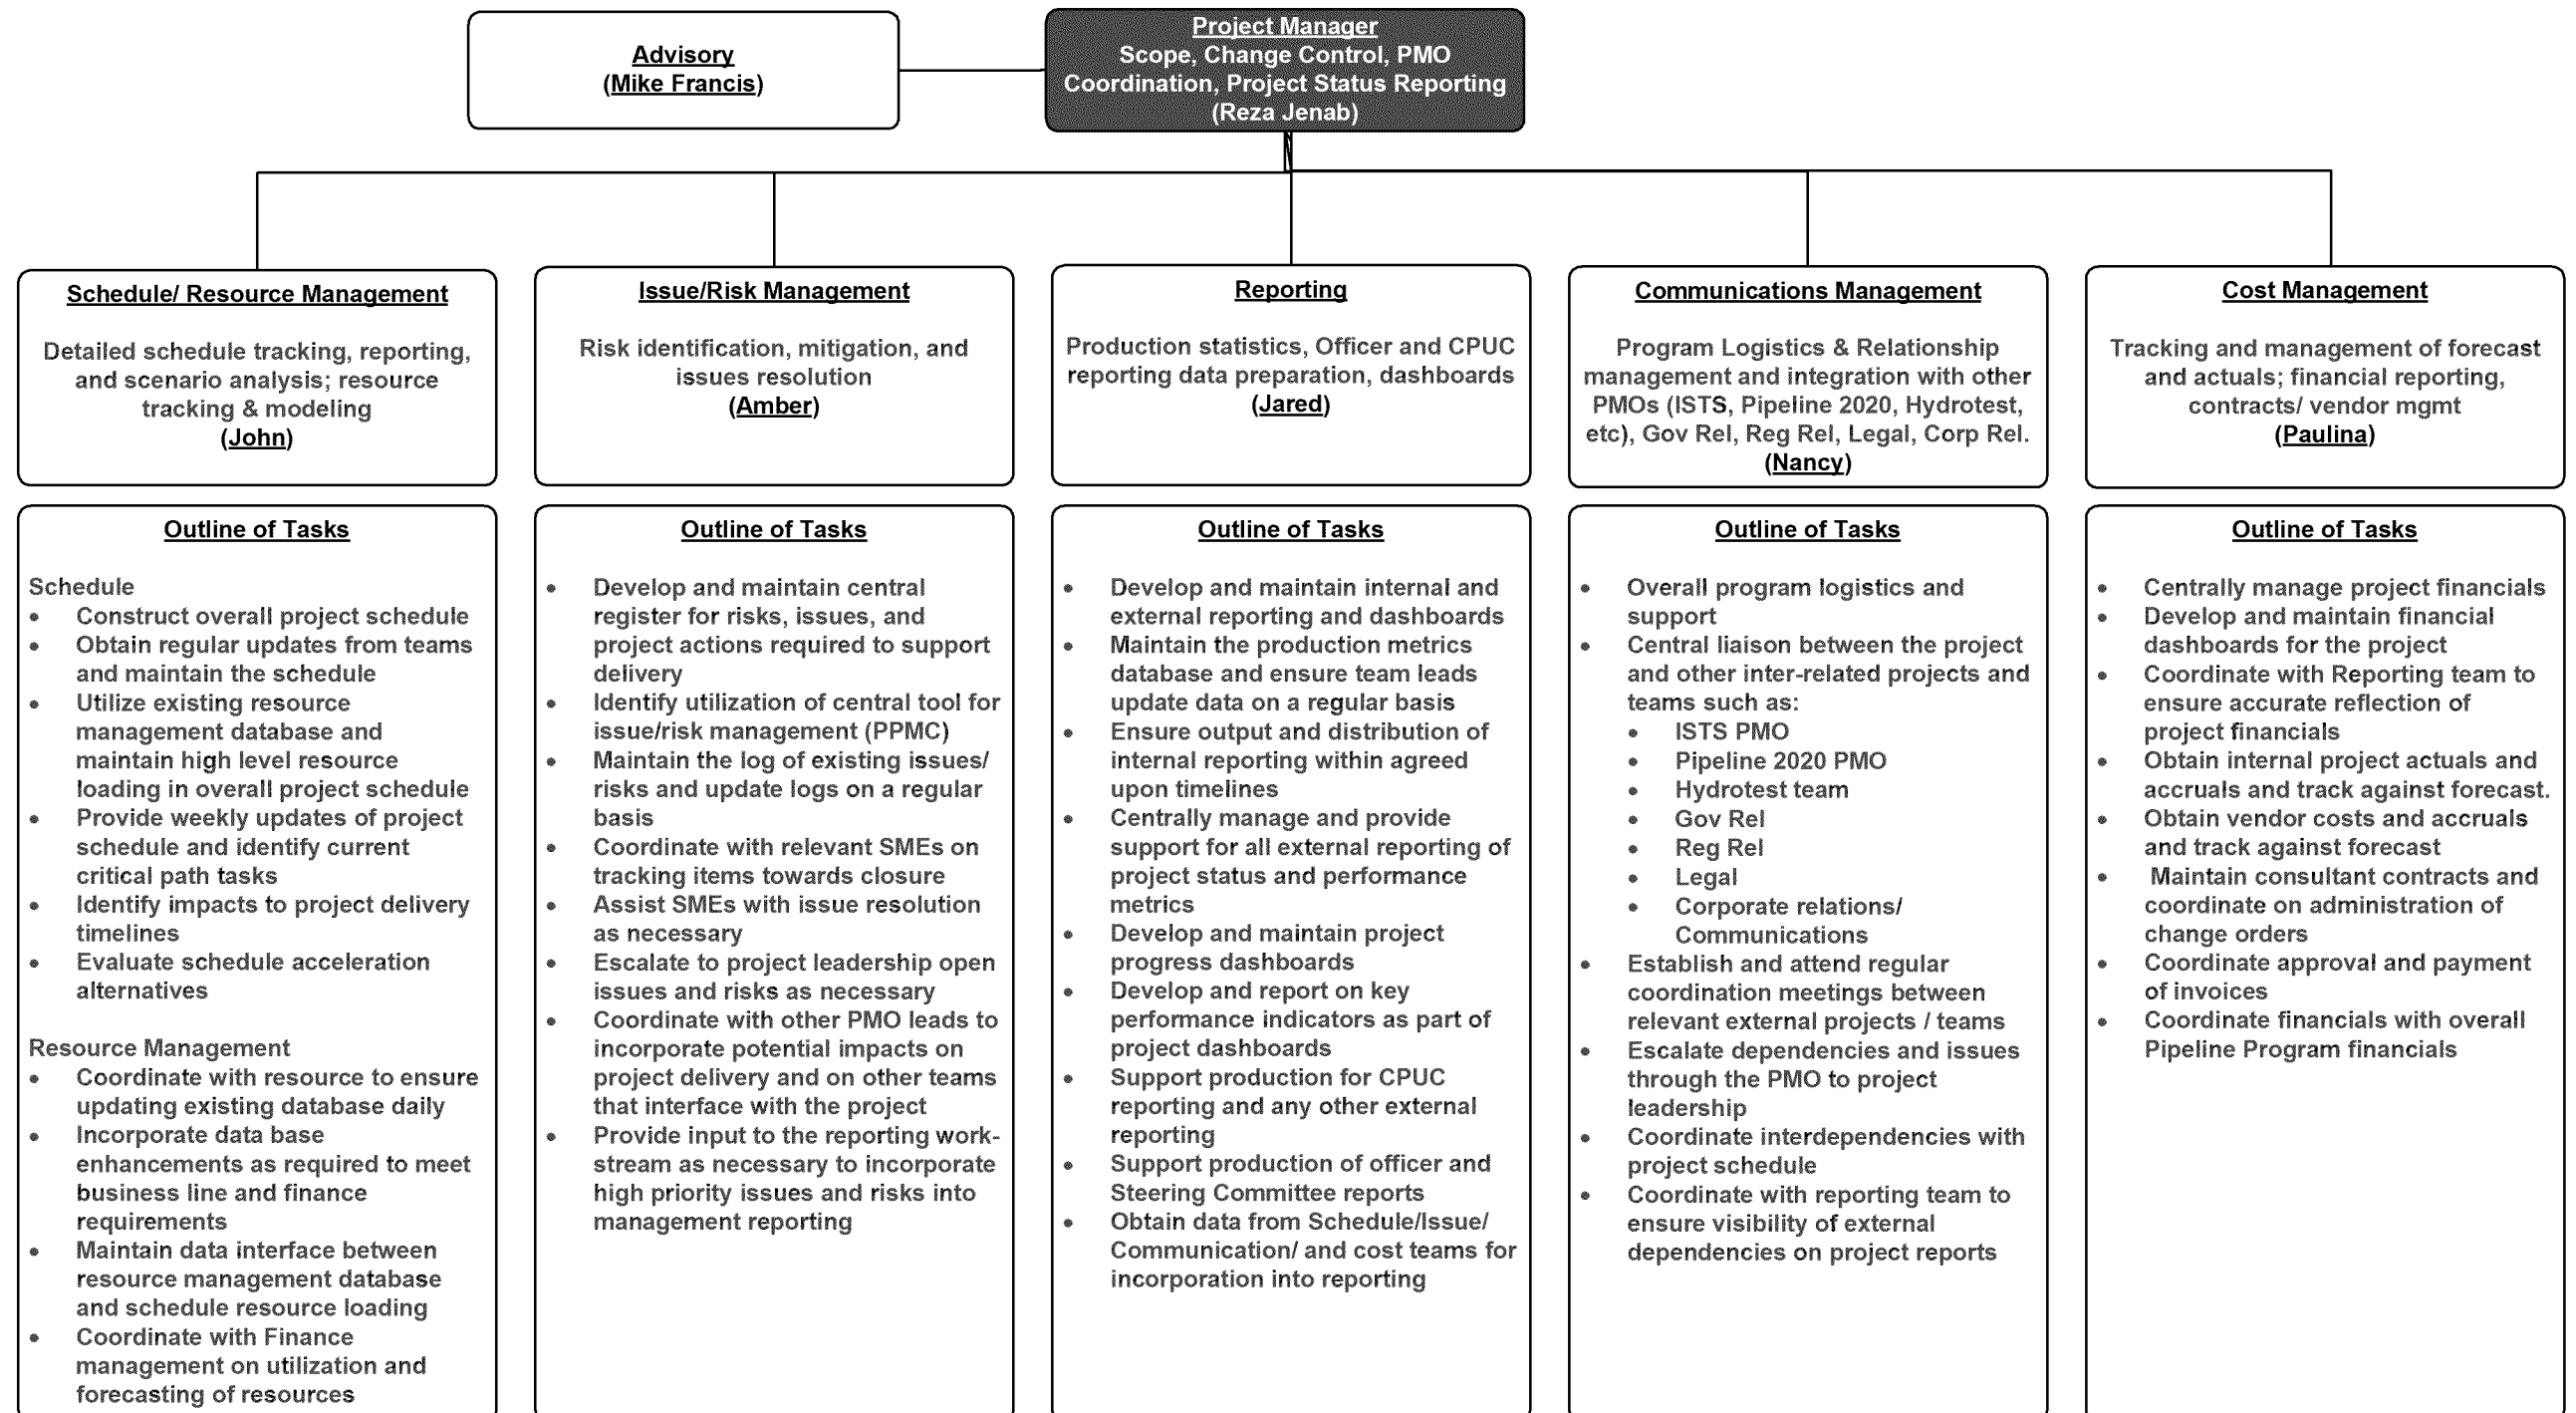 Advisory
(Mike Francis)
Project Manager
Scope, Change Control, PMO
Coordination, Project Status Reporting
(Reza Jenab)
Schedule/ Resource Management
Detailed schedule tracking, reporting,
and scenario analysis; resource
tracking & modeling
(John)
Issue/Risk Management
Risk identification, mitigation, and
issues resolution
(Amber)
Reporting
Production statistics, Officer and CPUC
reporting data preparation, dashboards
(Jared)
Communications Management
Program Logistics & Relationship
management and integration with other
PMOs (ISTS, Pipeline 2020, Hydrotest,
etc), Gov Rel, Reg Rel, Legal, Corp Rel.
(Nancy)
Cost Management
Tracking and management of forecast
and actuals; financial reporting,
contracts/ vendor mgmt
(Paulina)
Outline of Tasks
Schedule
• Construct overall project schedule
• Obtain regular updates from teams
and maintain the schedule
• Utilize existing resource
management database and
maintain high level resource
loading in overall project schedule
• Provide weekly updates of project
schedule and identify current
critical path tasks
• Identify impacts to project delivery
timelines
• Evaluate schedule acceleration
alternatives
Resource Management
• Coordinate with resource to ensure
updating existing database daily
• Incorporate data base
enhancements as required to meet
business line and finance
requirements
• Maintain data interface between
resource management database
and schedule resource loading
• Coordinate with Finance
management on utilization and
forecasting of resources
Outline of Tasks
• Develop and maintain central
register for risks, issues, and
project actions required to support
delivery
• Identify utilization of central tool for
issue/risk management (PPMC)
• Maintain the log of existing issues/
risks and update logs on a regular
basis
• Coordinate with relevant SMEs on
tracking items towards closure
• Assist SMEs with issue resolution
as necessary
• Escalate to project leadership open
issues and risks as necessary
• Coordinate with other PMO leads to
incorporate potential impacts on
project delivery and on other teams
that interface with the project
• Provide input to the reporting work-
stream as necessary to incorporate
high priority issues and risks into
management reporting
Outline of Tasks
• Develop and maintain internal and
external reporting and dashboards
• Maintain the production metrics
database and ensure team leads
update data on a regular basis
• Ensure output and distribution of
internal reporting within agreed
upon timelines
• Centrally manage and provide
support for all external reporting of
project status and performance
metrics
• Develop and maintain project
progress dashboards
• Develop and report on key
performance indicators as part of
project dashboards
• Support production for CPUC
reporting and any other external
reporting
• Support production of officer and
Steering Committee reports
• Obtain data from Schedule/Issue/
Communication/ and cost teams for
incorporation into reporting
Outline of Tasks
• Overall program logistics and
support
• Central liaison between the project
and other inter-related projects and
teams such as:
• ISTS PMO
• Pipeline 2020 PMO
• Hydrotest team
• Gov Rel
• Reg Rel
• Legal
• Corporate relations/
Communications
• Establish and attend regular
coordination meetings between
relevant external projects / teams
• Escalate dependencies and issues
through the PMO to project
leadership
• Coordinate interdependencies with
project schedule
• Coordinate with reporting team to
ensure visibility of external
dependencies on project reports
Outline of Tasks
• Centrally manage project financials
• Develop and maintain financial
dashboards for the project
• Coordinate with Reporting team to
ensure accurate reflection of
project financials
• Obtain internal project actuals and
accruals and track against forecast.
• Obtain vendor costs and accruals
and track against forecast
• Maintain consultant contracts and
coordinate on administration of
change orders
• Coordinate approval and payment
of invoices
• Coordinate financials with overall
Pipeline Program financials